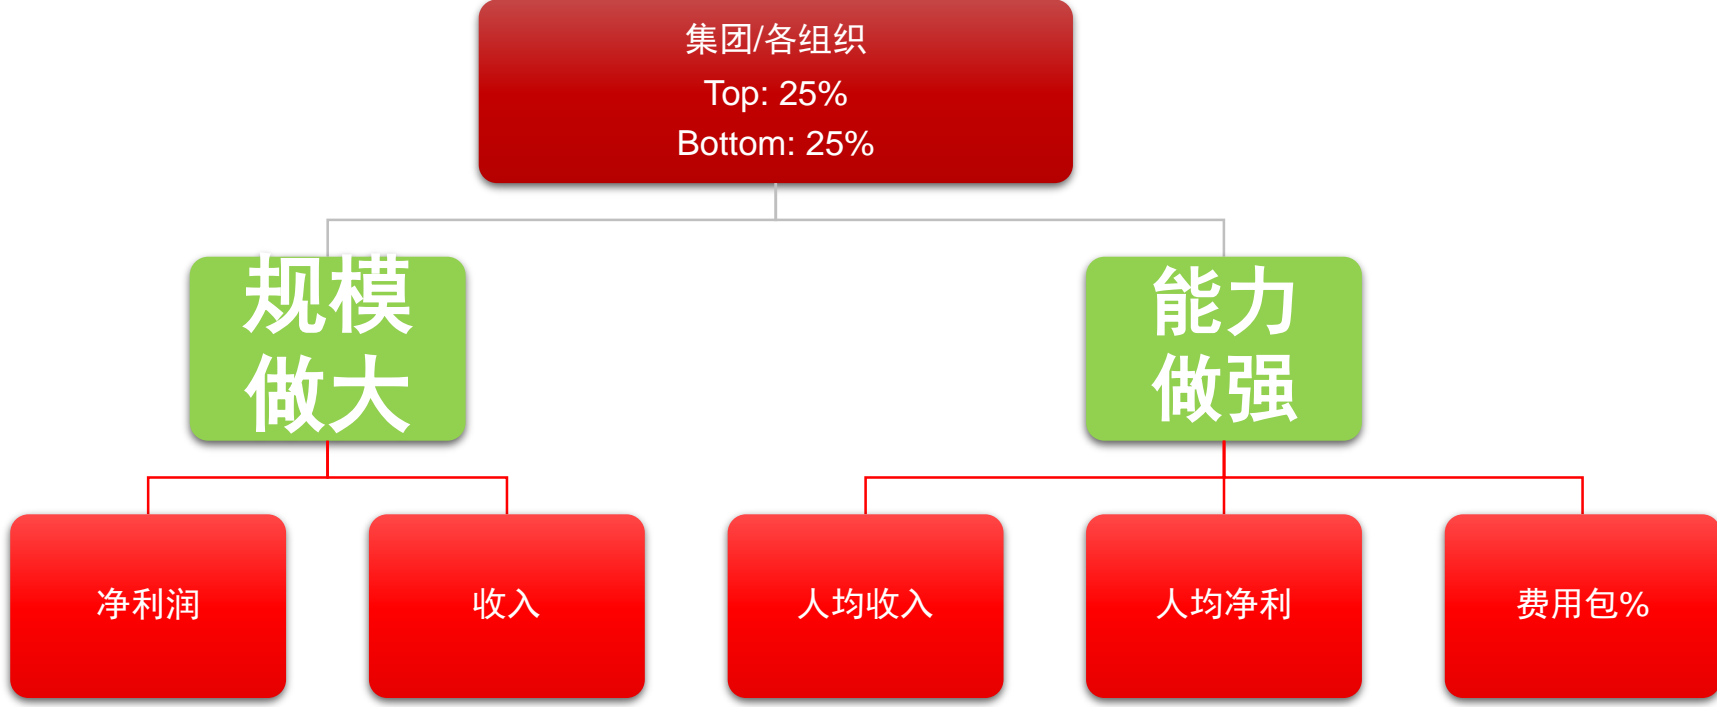 集团/各组织
Top: 25%
Bottom: 25%
规模
做大
能力
做强
净利润
收入
人均收入
人均净利
费用包%